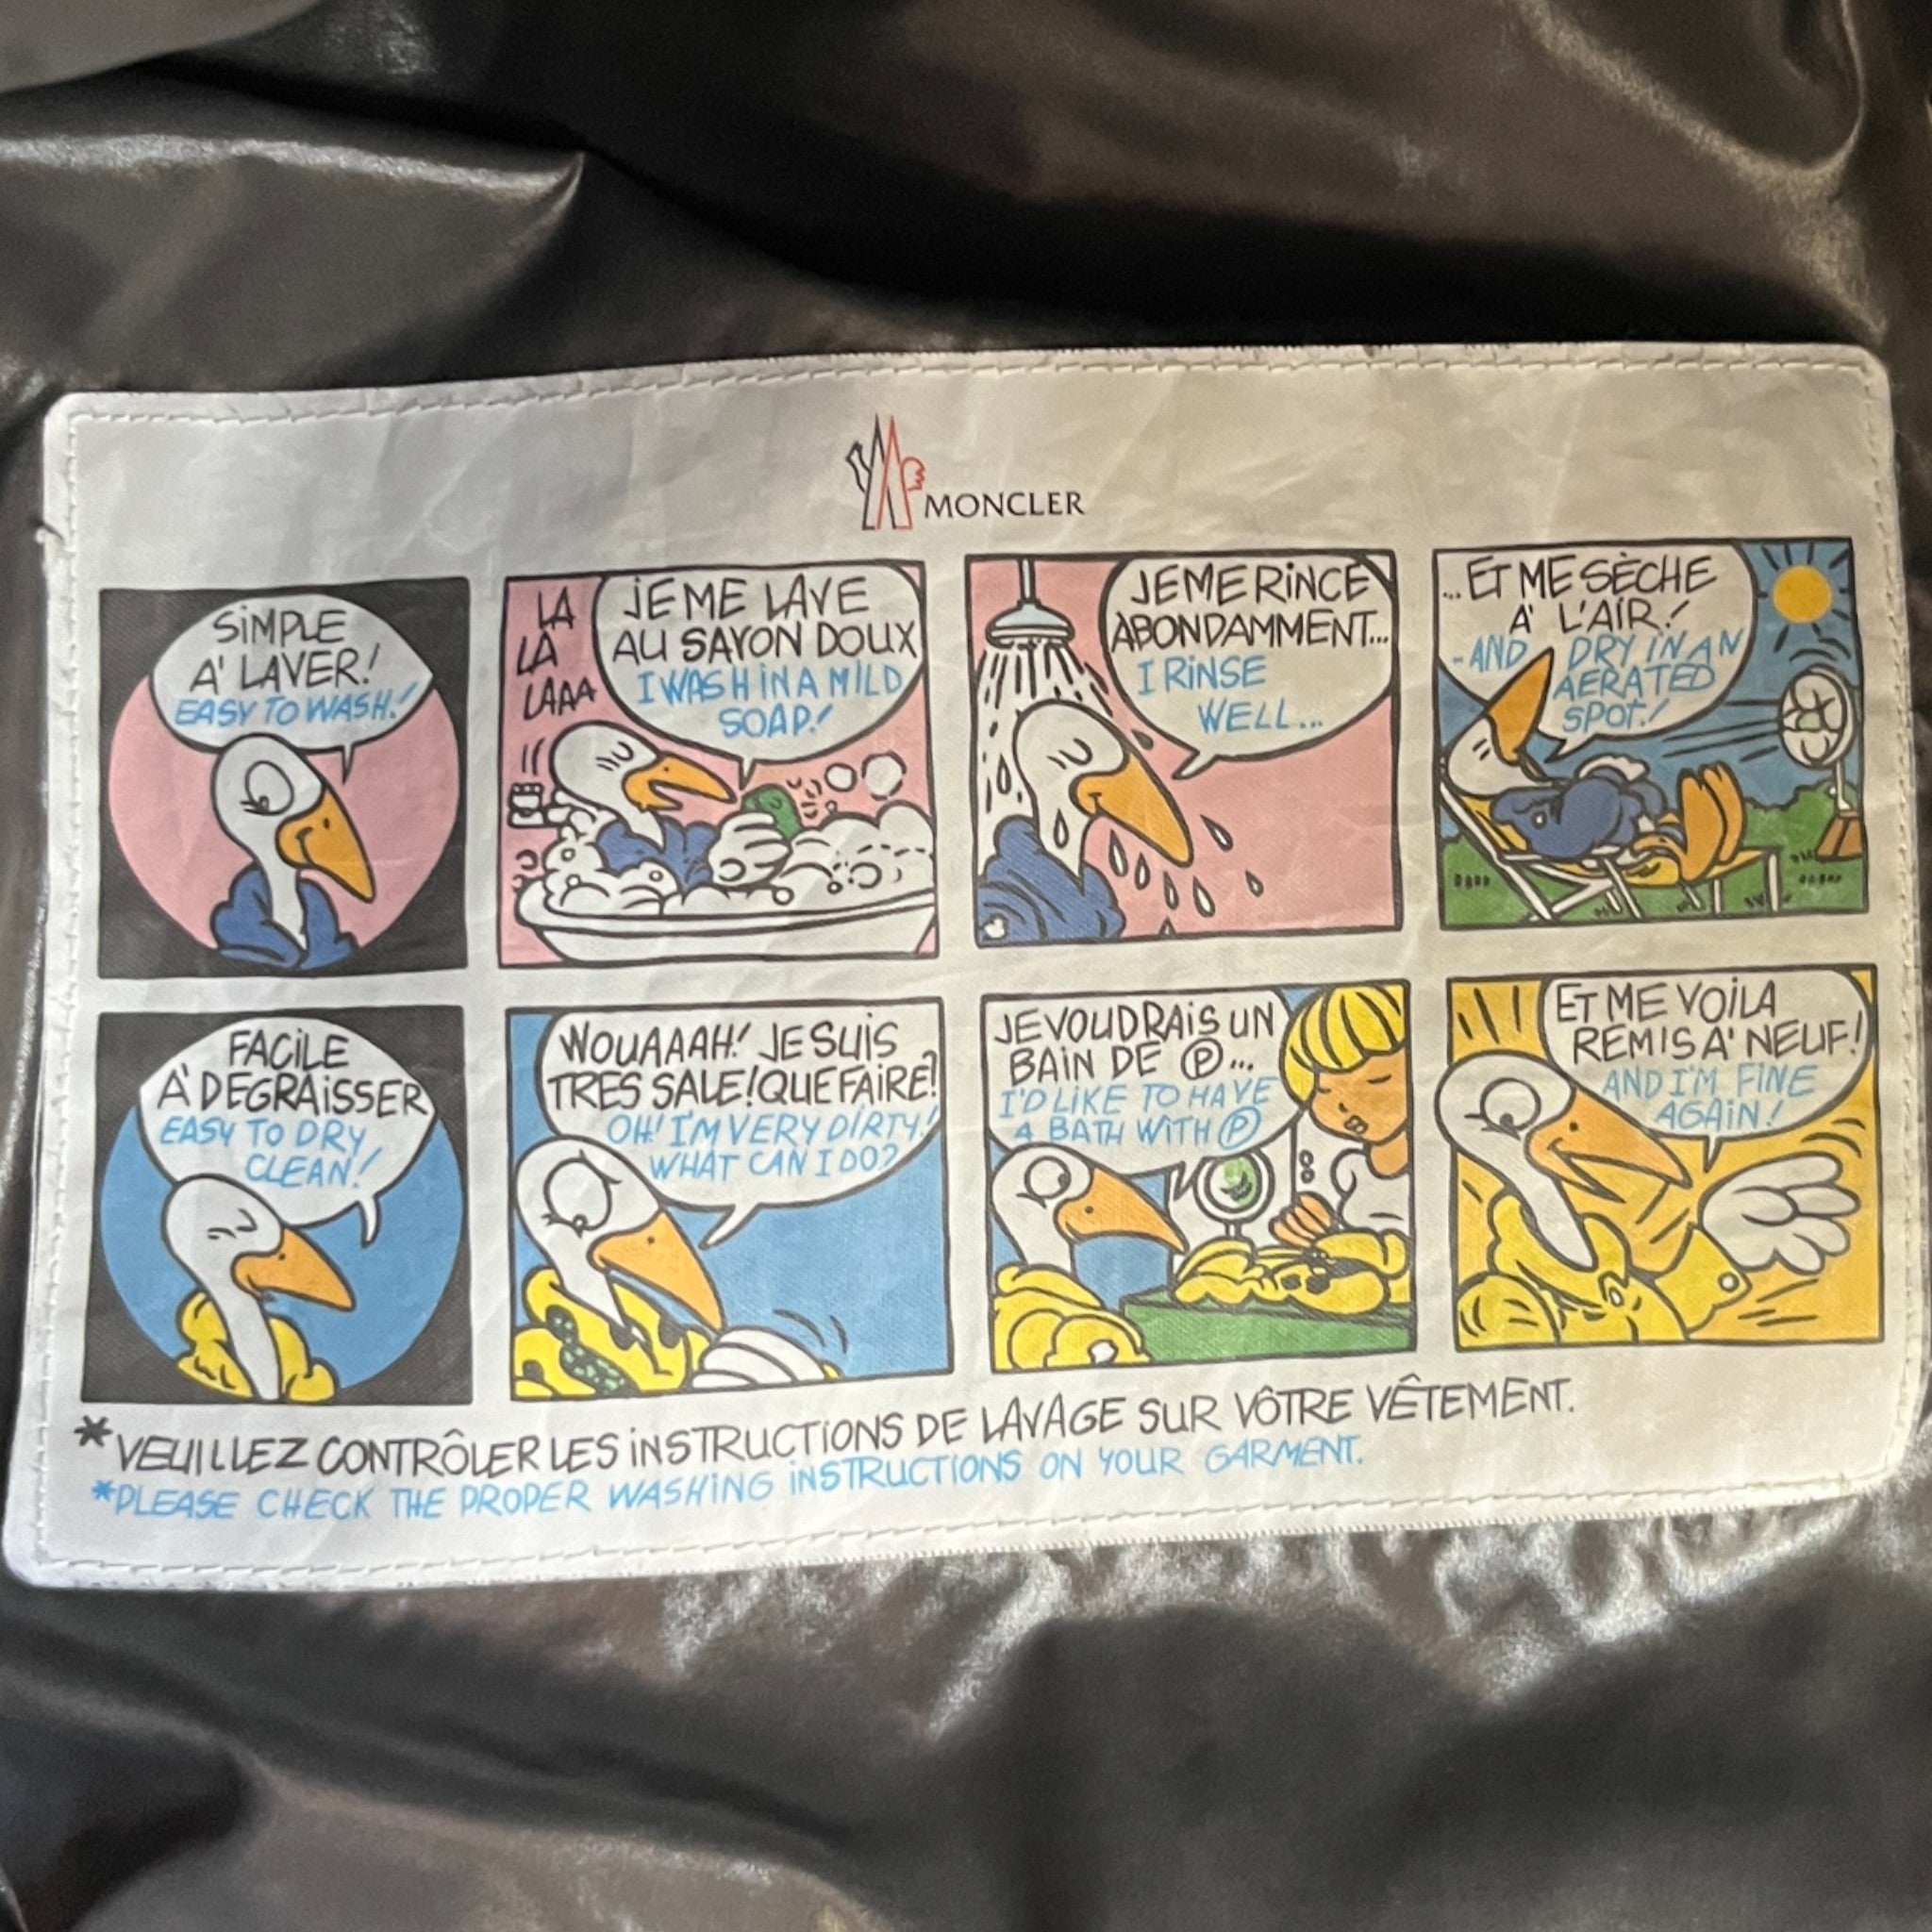 MONCLER
SiMPLE
A' LAVER!
EASY TO WASH!
LA
LA
LAAA
JE ME LAVE
AU SAVON DOUX
I WASH IN A MILD
SOAP!
JE ME RINCE
ABONDAMMENT...
I RINSE
WELL...
... ET ME SÈCHE
A' L'AIR!
- AND DRY IN AN
AERATED
SPOT!
FACILE
A' DEGRAISSER
EASY TO DRY
CLEAN!
WOUAAAH! JE SUIS
TRES SALE! QUE FAIRE?
OH! I'M VERY DIRTY!
WHAT CAN I DO?
JE VOUDRAIS UN
BAIN DE Ⓟ...
I'D LIKE TO HAVE
A BATH WITH Ⓟ
ET ME VOILA
REMIS A' NEUF!
AND I'M FINE
AGAIN!
*VEUILLEZ CONTRÔLER LES INSTRUCTIONS DE LAVAGE SUR VÔTRE VÊTEMENT.
*PLEASE CHECK THE PROPER WASHING INSTRUCTIONS ON YOUR GARMENT.